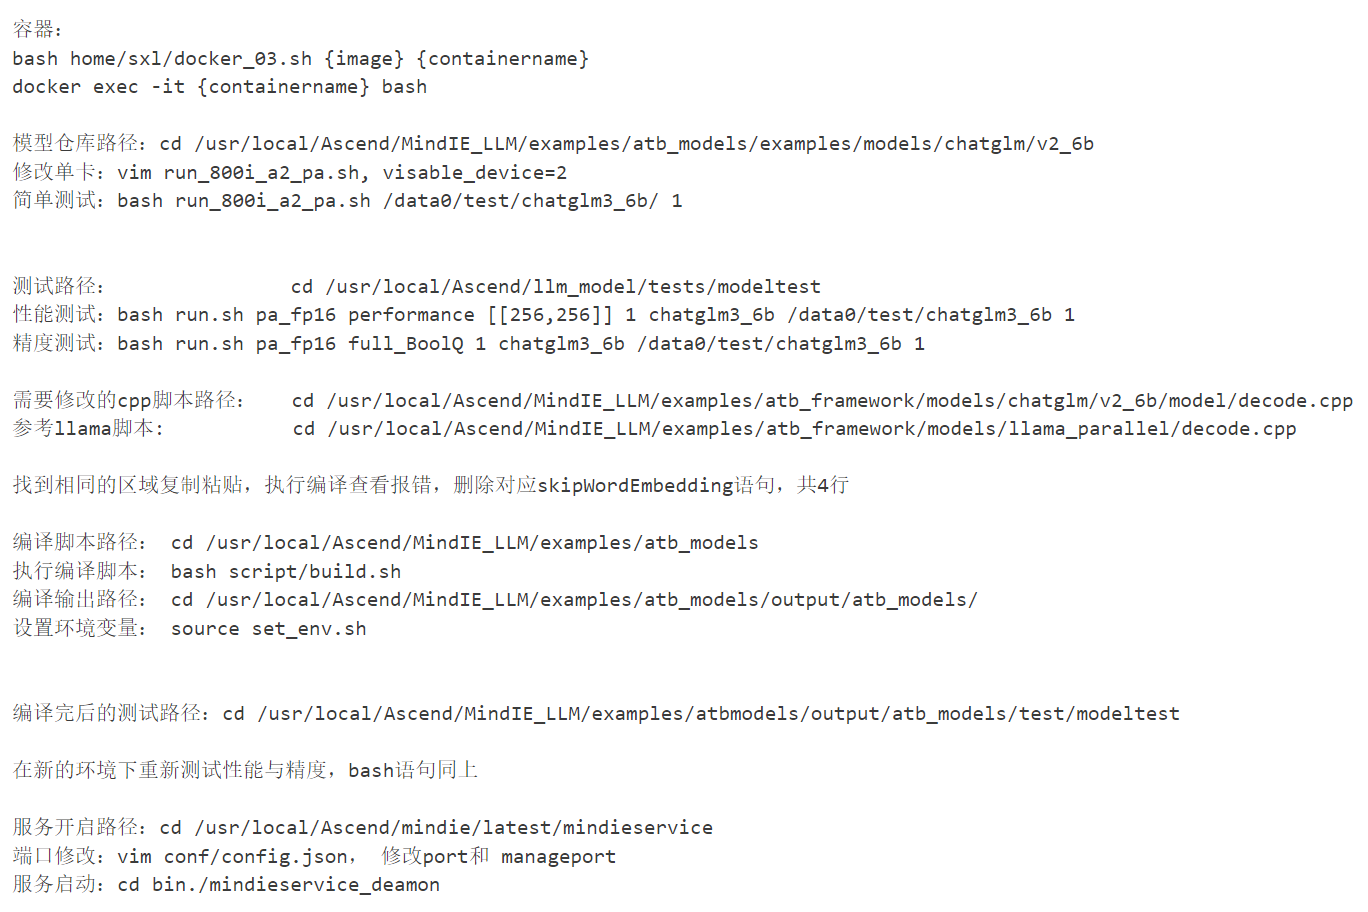 容器:
bash home/sxl/docker_03.sh {image} {containername}
docker exec -it {containername} bash
模型仓库路径: cd /usr/local/Ascend/MindIE_LLM/examples/atb_models/examples/models/chatglm/v2_6b
修改单卡: vim run_800i_a2_pa.sh, visable_device=2
简单测试: bash run_800i_a2_pa.sh /data0/test/chatglm3_6b/ 1
测试路径: cd /usr/local/Ascend/llm_model/tests/modeltest
性能测试: bash run.sh pa_fp16 performance [[256,256]] 1 chatglm3_6b /data0/test/chatglm3_6b 1
精度测试: bash run.sh pa_fp16 full_BoolQ 1 chatglm3_6b /data0/test/chatglm3_6b 1
需要修改的cpp脚本路径: cd /usr/local/Ascend/MindIE_LLM/examples/atb_framework/models/chatglm/v2_6b/model/decode.cpp
参考llama脚本: cd /usr/local/Ascend/MindIE_LLM/examples/atb_framework/models/llama_parallel/decode.cpp
找到相同的区域复制粘贴，执行编译查看报错，删除对应skipWordEmbedding语句，共4行
编译脚本路径: cd /usr/local/Ascend/MindIE_LLM/examples/atb_models
执行编译脚本: bash script/build.sh
编译输出路径: cd /usr/local/Ascend/MindIE_LLM/examples/atb_models/output/atb_models/
设置环境变量: source set_env.sh
编译完后的测试路径: cd /usr/local/Ascend/MindIE_LLM/examples/atbmodels/output/atb_models/test/modeltest
在新的环境下重新测试性能与精度，bash语句同上
服务开启路径: cd /usr/local/Ascend/mindie/latest/mindieservice
端口修改: vim conf/config.json， 修改port和 manageport
服务启动: cd bin./mindieservice_deamon